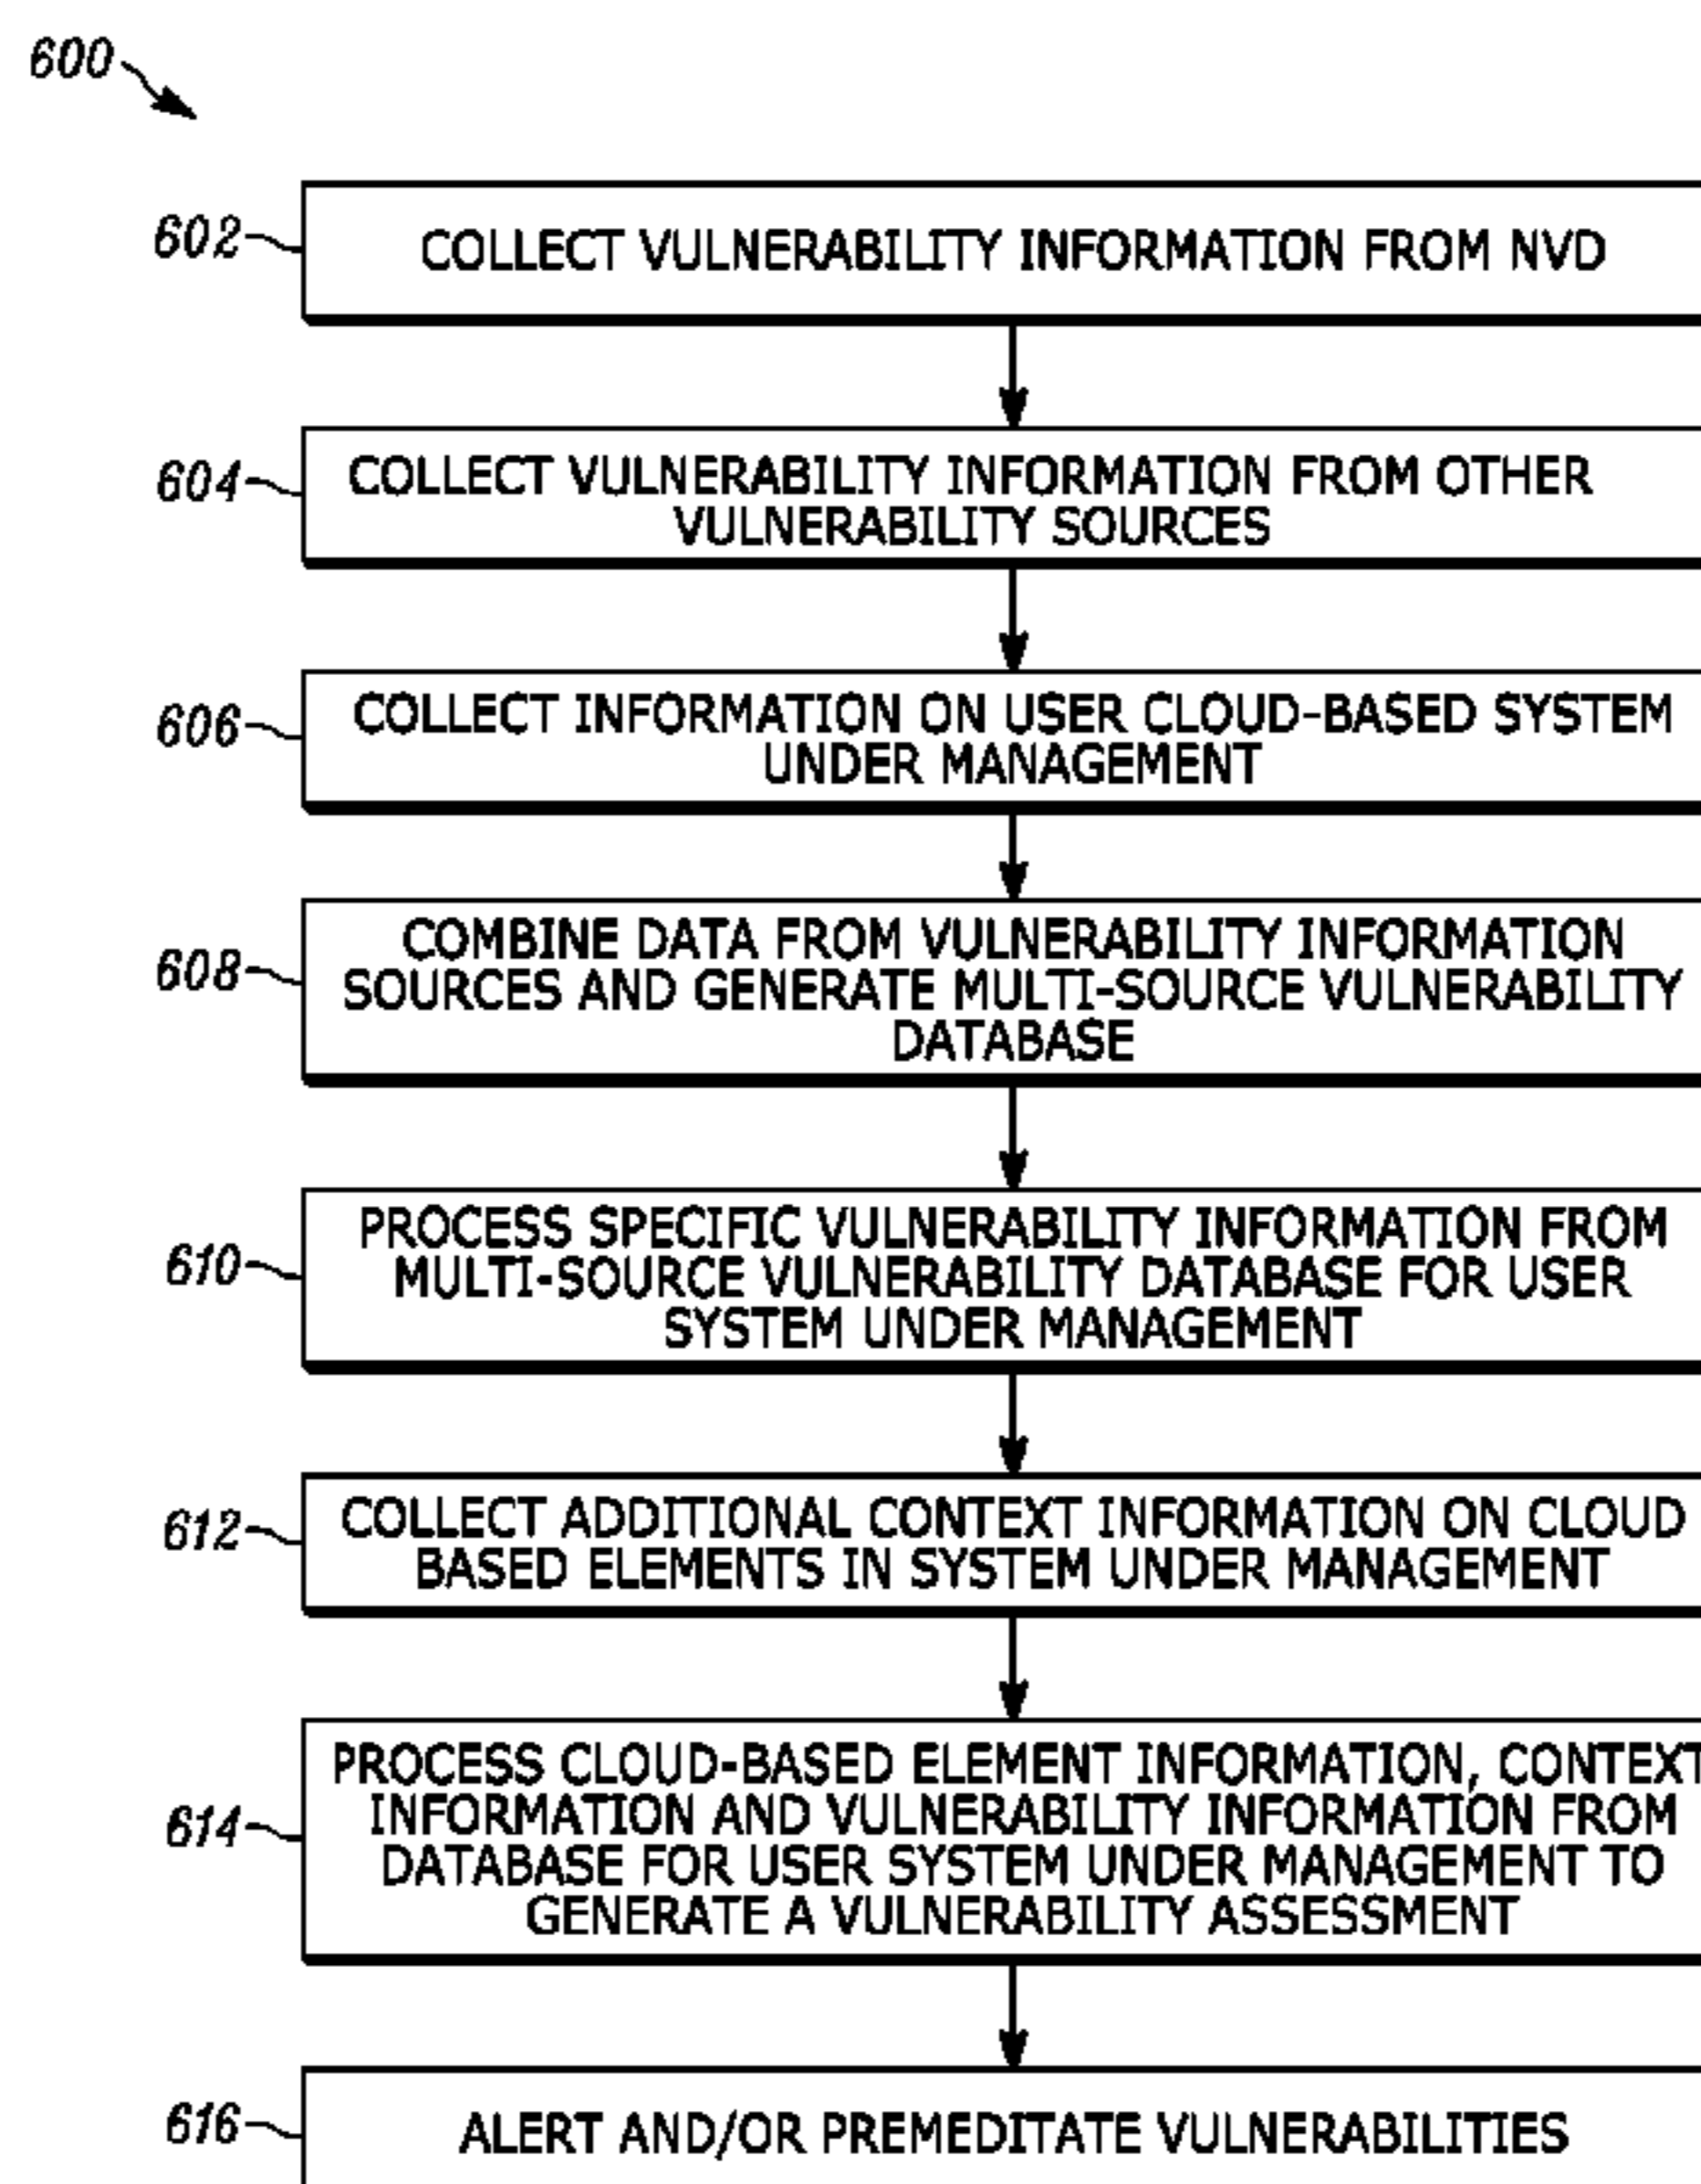 600
602
COLLECT VULNERABILITY INFORMATION FROM NVD
604
COLLECT VULNERABILITY INFORMATION FROM OTHER
VULNERABILITY SOURCES
606
COLLECT INFORMATION ON USER CLOUD-BASED SYSTEM
UNDER MANAGEMENT
608
COMBINE DATA FROM VULNERABILITY INFORMATION
SOURCES AND GENERATE MULTI-SOURCE VULNERABILITY
DATABASE
610
PROCESS SPECIFIC VULNERABILITY INFORMATION FROM
MULTI-SOURCE VULNERABILITY DATABASE FOR USER
SYSTEM UNDER MANAGEMENT
612
COLLECT ADDITIONAL CONTEXT INFORMATION ON CLOUD
BASED ELEMENTS IN SYSTEM UNDER MANAGEMENT
614
PROCESS CLOUD-BASED ELEMENT INFORMATION, CONTEXT
INFORMATION AND VULNERABILITY INFORMATION FROM
DATABASE FOR USER SYSTEM UNDER MANAGEMENT TO
GENERATE A VULNERABILITY ASSESSMENT
616
ALERT AND/OR PREMEDITATE VULNERABILITIES